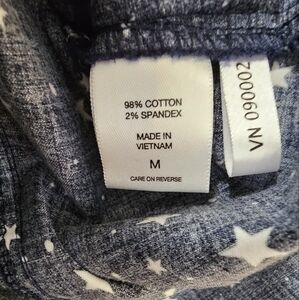 98% COTTON
2% SPANDEX
MADE IN
VIETNAM
M
CARE ON REVERSE
VN 090002